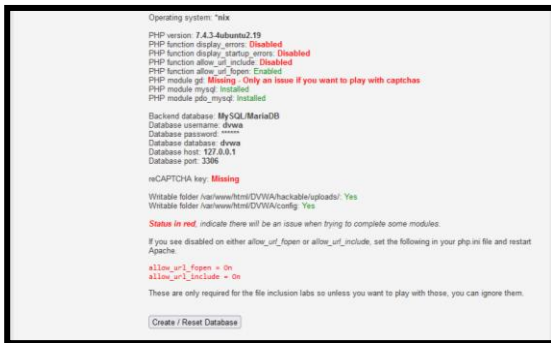 Operating system: *nix
PHP version: 7.4.3-4ubuntu2.19
PHP function display_errors: Disabled
PHP function display_startup_errors: Disabled
PHP function allow_url_include: Disabled
PHP function allow_url_fopen: Enabled
PHP module gd: Missing - Only an issue if you want to play with captchas
PHP module mysql: Installed
PHP module pdo_mysql: Installed
Backend database: MySQL/MariaDB
Database username: dvwa
Database password: ******
Database database: dvwa
Database host: 127.0.0.1
Database port: 3306
reCAPTCHA key: Missing
Writable folder /var/www/html/DVWA/hackable/uploads/: Yes
Writable folder /var/www/html/DVWA/config: Yes
Status in red, indicate there will be an issue when trying to complete some modules.
If you see disabled on either allow_url_fopen or allow_url_include, set the following in your php.ini file and restart
Apache.
allow_url_fopen = On
allow_url_include = On
These are only required for the file inclusion labs so unless you want to play with those, you can ignore them.
Create / Reset Database